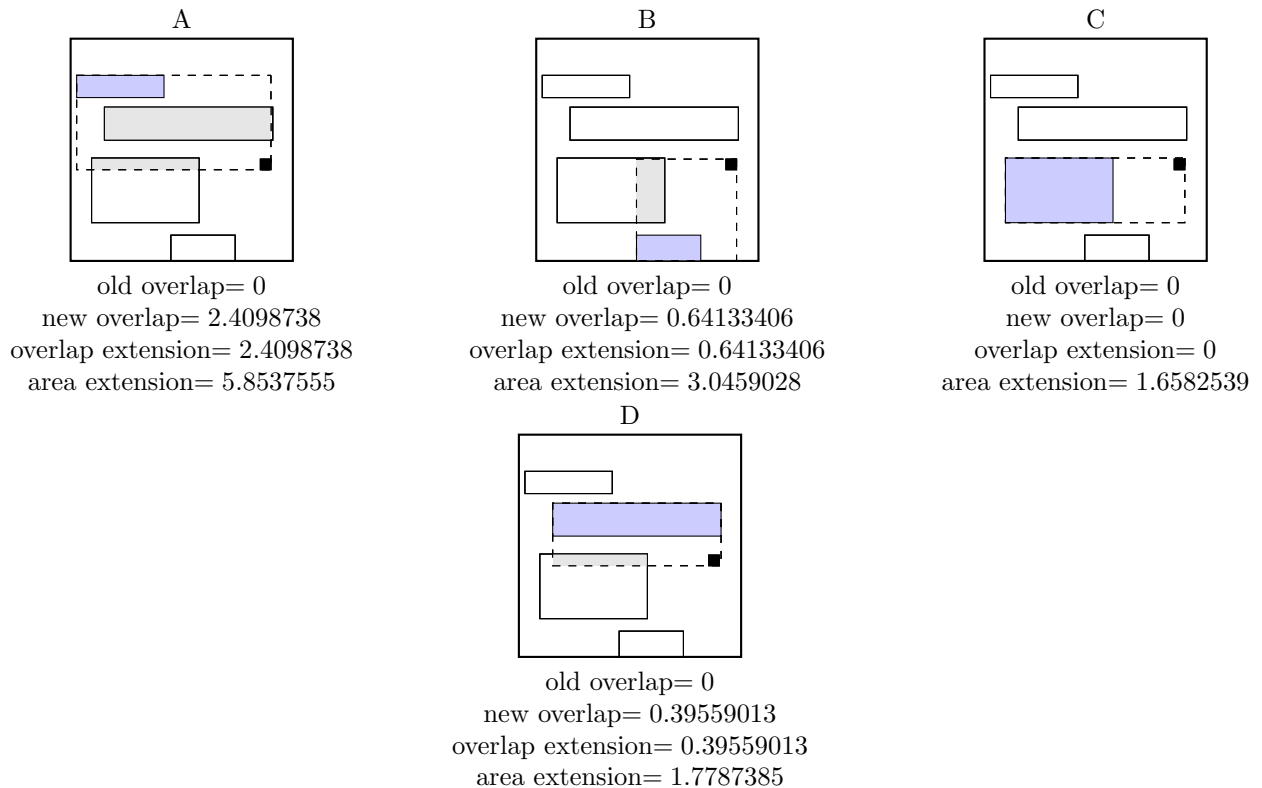 A
B
C
old overlap= 0
new overlap= 2.4098738
overlap extension= 2.4098738
area extension= 5.8537555
old overlap= 0
new overlap= 0.64133406
overlap extension= 0.64133406
area extension= 3.0459028
old overlap= 0
new overlap= 0
overlap extension= 0
area extension= 1.6582539
D
old overlap= 0
new overlap= 0.39559013
overlap extension= 0.39559013
area extension= 1.7787385